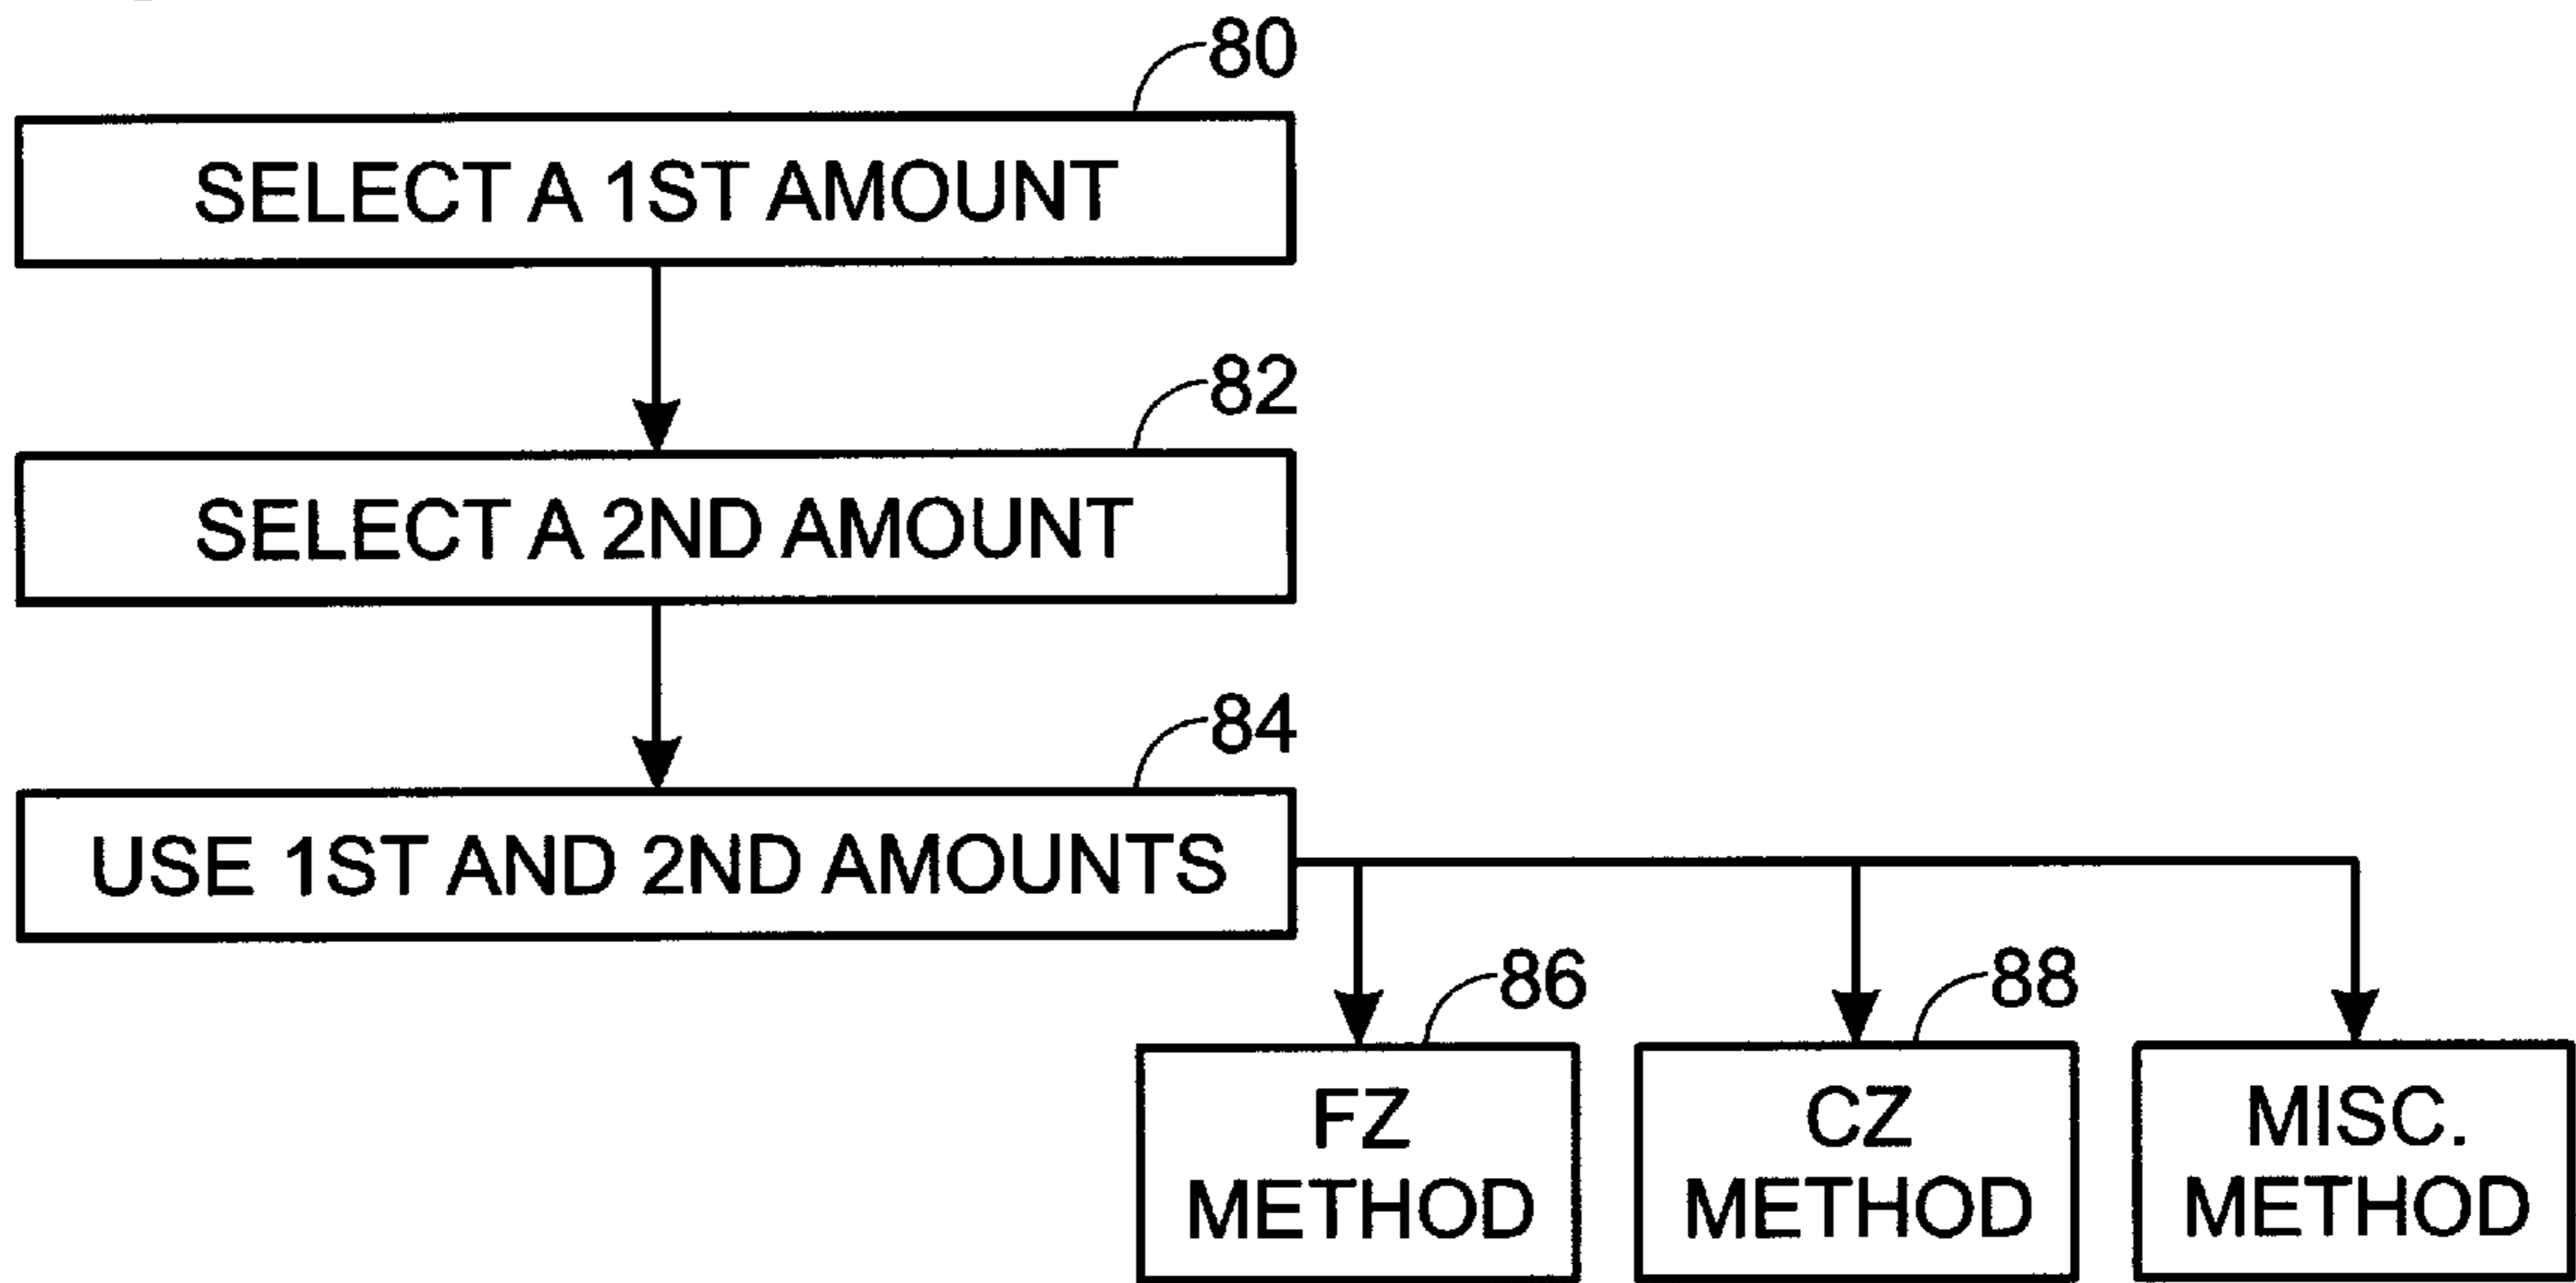 80
SELECT A 1ST AMOUNT
82
SELECT A 2ND AMOUNT
84
USE 1ST AND 2ND AMOUNTS
86
88
FZ
METHOD
CZ
METHOD
MISC.
METHOD